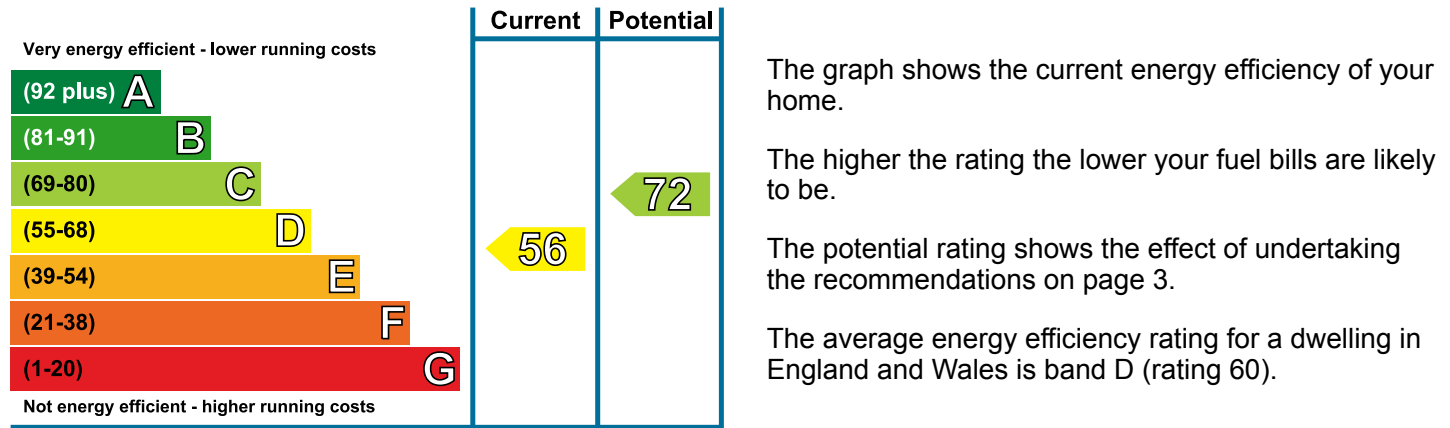 Current Potential
Very energy efficient - lower running costs
(92 plus) A
(81-91) B
(69-80) C
72
(55-68) D
56
(39-54) E
(21-38) F
(1-20) G
Not energy efficient - higher running costs
The graph shows the current energy efficiency of your
home.
The higher the rating the lower your fuel bills are likely
to be.
The potential rating shows the effect of undertaking
the recommendations on page 3.
The average energy efficiency rating for a dwelling in
England and Wales is band D (rating 60).